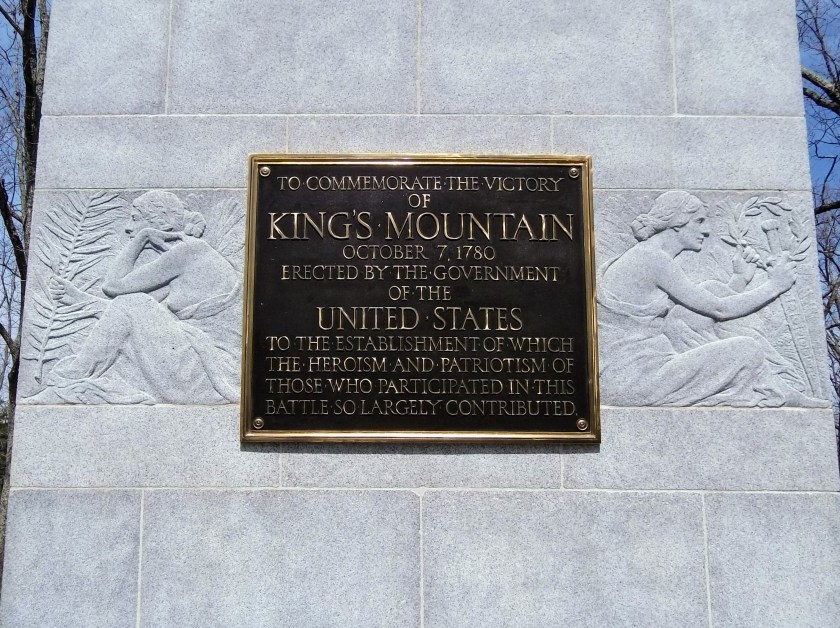 TO·COMMEMORATE·THE·VICTORY
OF
KING'S·MOUNTAIN
OCTOBER 7, 1780
ERECTED BY THE·GOVERNMENT
OF THE
UNITED·STATES
TO THE ESTABLISHMENT OF WHICH
THE·HEROISM·AND·PATRIOTISM OF
THOSE·WHO PARTICIPATED IN THIS
BATTLE·SO LARGELY CONTRIBUTED.